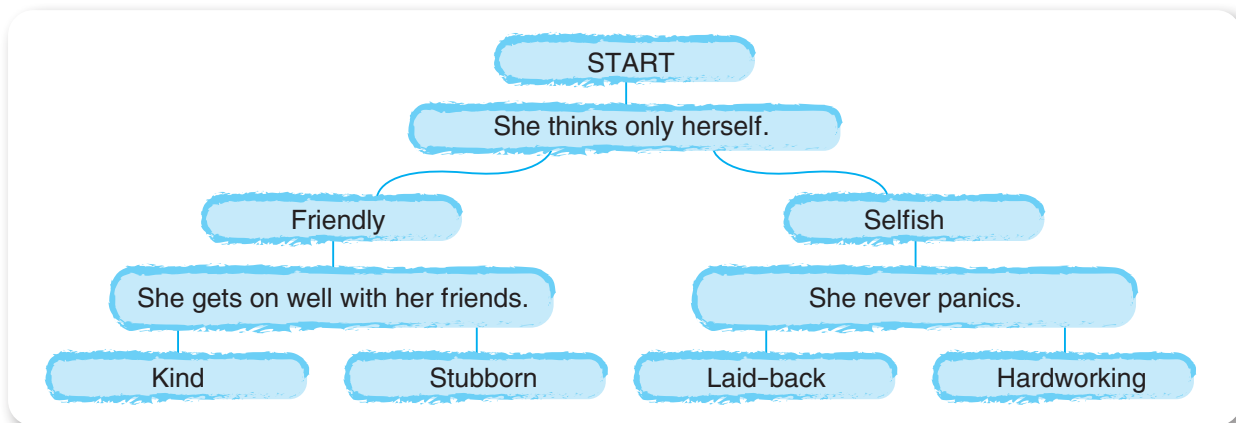 START
She thinks only herself.
Friendly
Selfish
She gets on well with her friends.
She never panics.
Kind
Stubborn
Laid-back
Hardworking